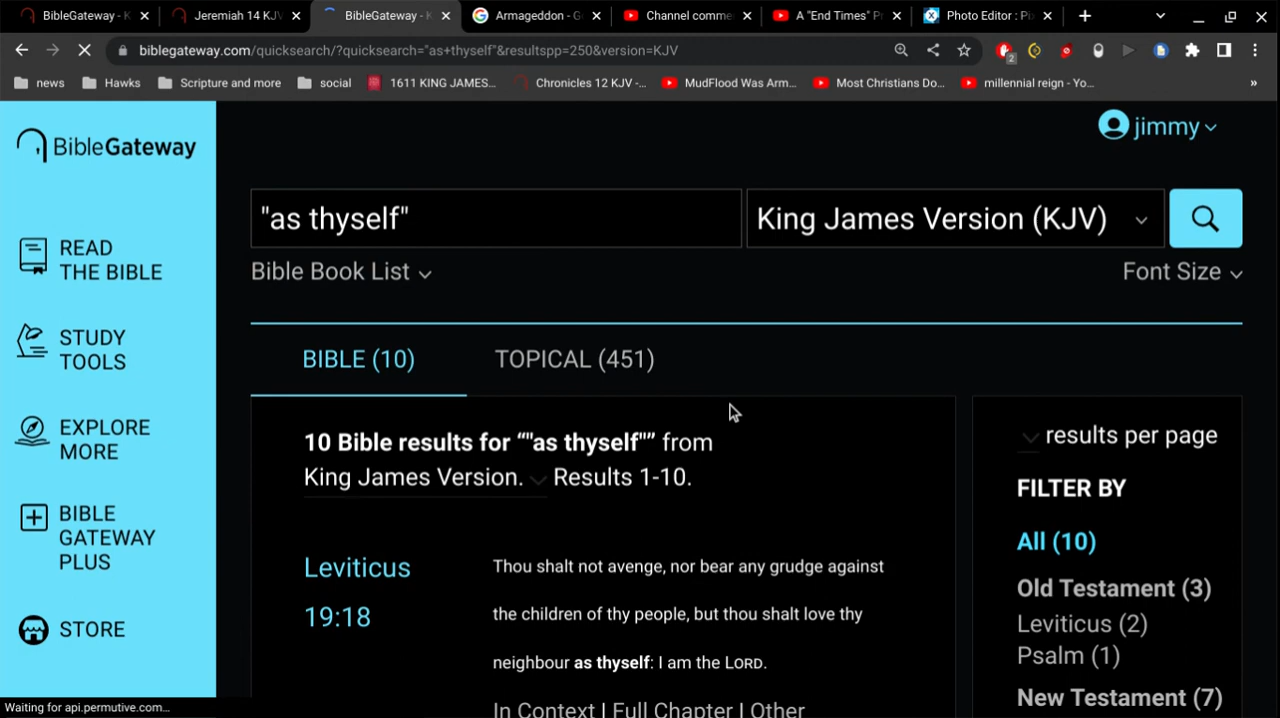 BibleGateway - K
Jeremiah 14 KJV
BibleGateway - K
Armageddon - G
Channel comme
A "End Times" P
Photo Editor : Pi
biblegateway.com/quicksearch/?quicksearch="as+thyself"&resultspp=250&version=KJV
2
news
Hawks
Scripture and more
social
1611 KING JAMES...
Chronicles 12 KJV -...
MudFlood Was Arm...
Most Christians Do...
millennial reign - Yo...
»
BibleGateway
jimmy
"as thyself"
King James Version (KJV)
Bible Book List
Font Size
READ
THE BIBLE
STUDY
TOOLS
EXPLORE
MORE
BIBLE
GATEWAY
PLUS
STORE
BIBLE (10)
TOPICAL (451)
10 Bible results for “"as thyself"” from
King James Version. Results 1-10.
Leviticus
19:18
Thou shalt not avenge, nor bear any grudge against
the children of thy people, but thou shalt love thy
neighbour as thyself: I am the LORD.
In Context | Full Chapter | Other
results per page
FILTER BY
All (10)
Old Testament (3)
Leviticus (2)
Psalm (1)
New Testament (7)
Waiting for api.permutive.com...